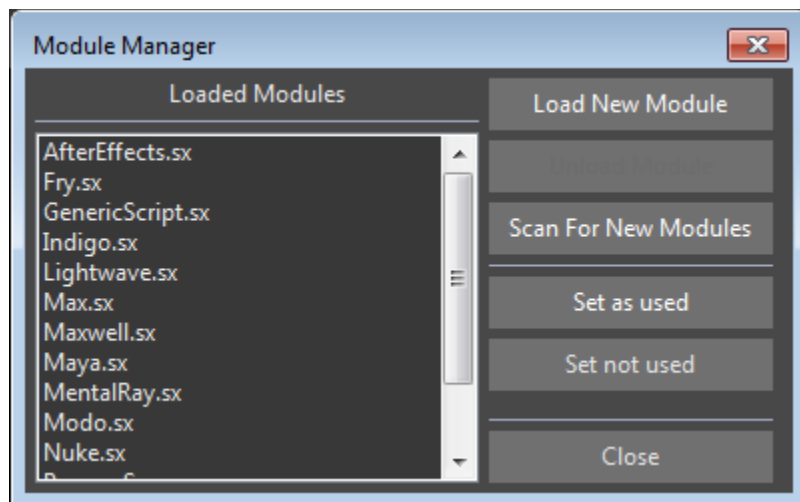 Module Manager
Loaded Modules
AfterEffects.sx
Fry.sx
GenericScript.sx
Indigo.sx
Lightwave.sx
Max.sx
Maxwell.sx
Maya.sx
MentalRay.sx
Modo.sx
Nuke.sx
Load New Module
Unload Module
Scan For New Modules
Set as used
Set not used
Close